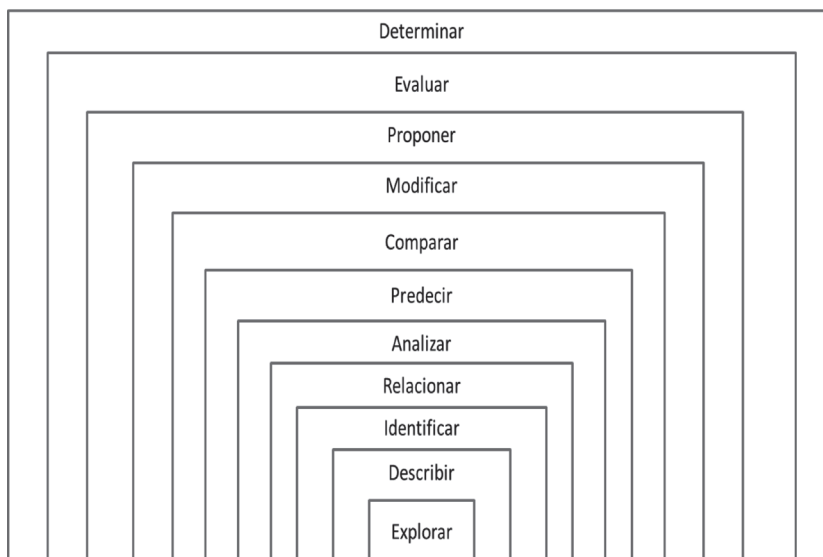 Determinar
Evaluar
Proponer
Modificar
Comparar
Predecir
Analizar
Relacionar
Identificar
Describir
Explorar